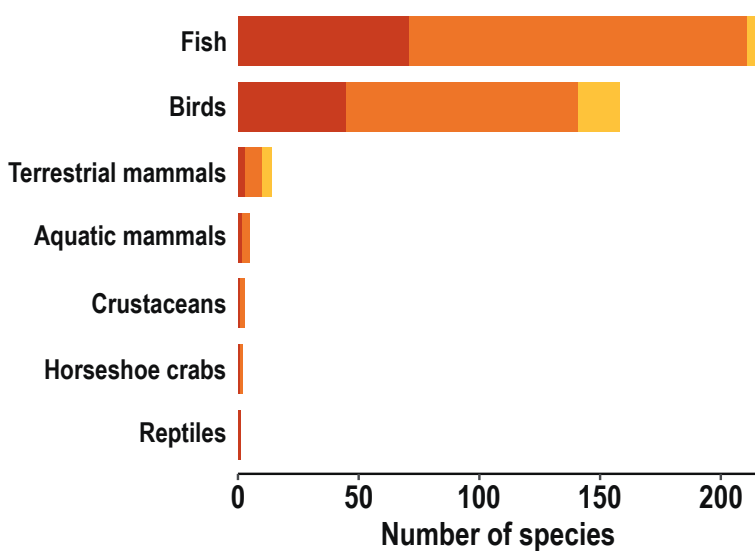 Fish
Birds
Terrestrial mammals
Aquatic mammals
Crustaceans
Horseshoe crabs
Reptiles
0 50 100 150 200
Number of species